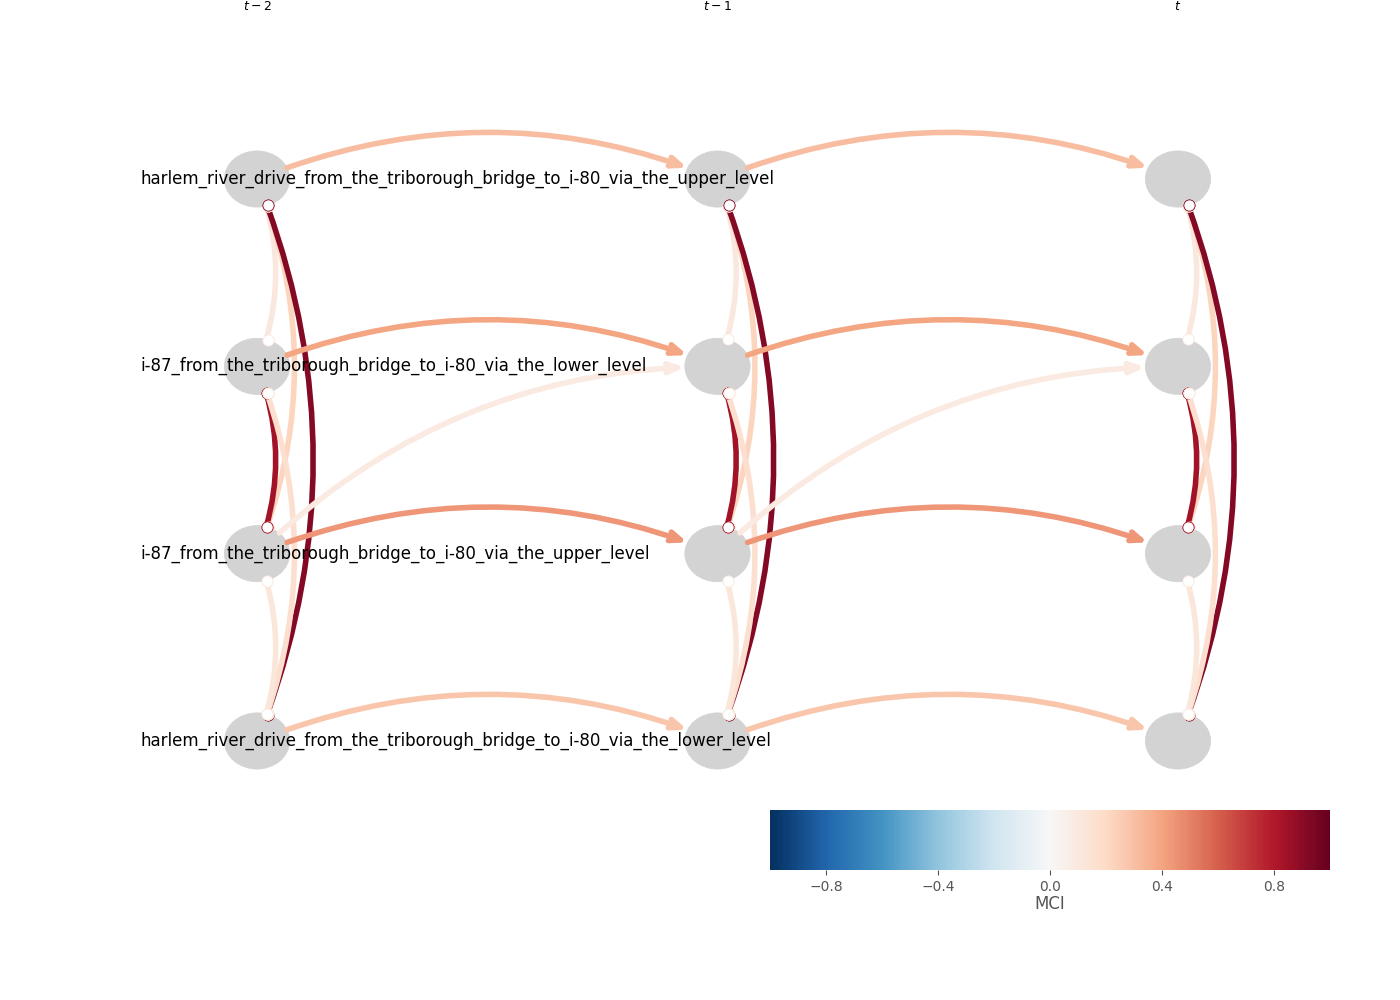 t − 2 t − 1 t
harlem_river_drive_from_the_triborough_bridge_to_i-80_via_the_upper_level
i-87_from_the_triborough_bridge_to_i-80_via_the_lower_level
i-87_from_the_triborough_bridge_to_i-80_via_the_upper_level
harlem_river_drive_from_the_triborough_bridge_to_i-80_via_the_lower_level
−0.8 −0.4 0.0 0.4 0.8
MCI